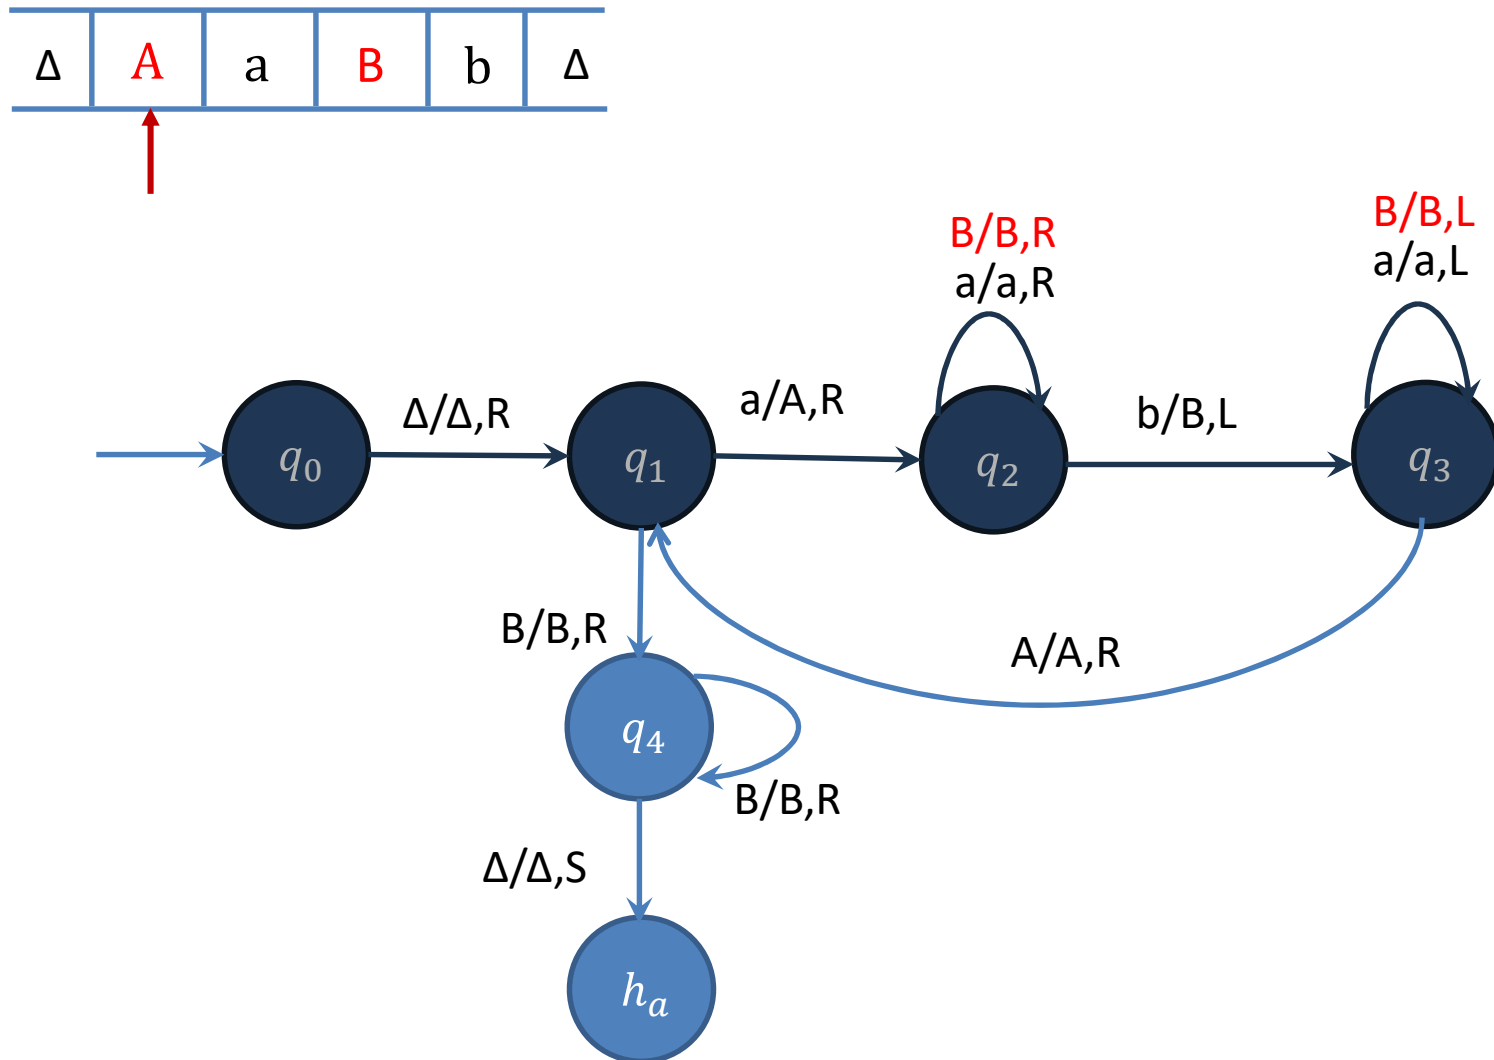 Δ A a B b Δ
B/B,R
a/a,R
B/B,L
a/a,L
Δ/Δ,R
a/A,R
b/B,L
q₀
q₁
q₂
q₃
B/B,R
A/A,R
q₄
B/B,R
Δ/Δ,S
hₐ